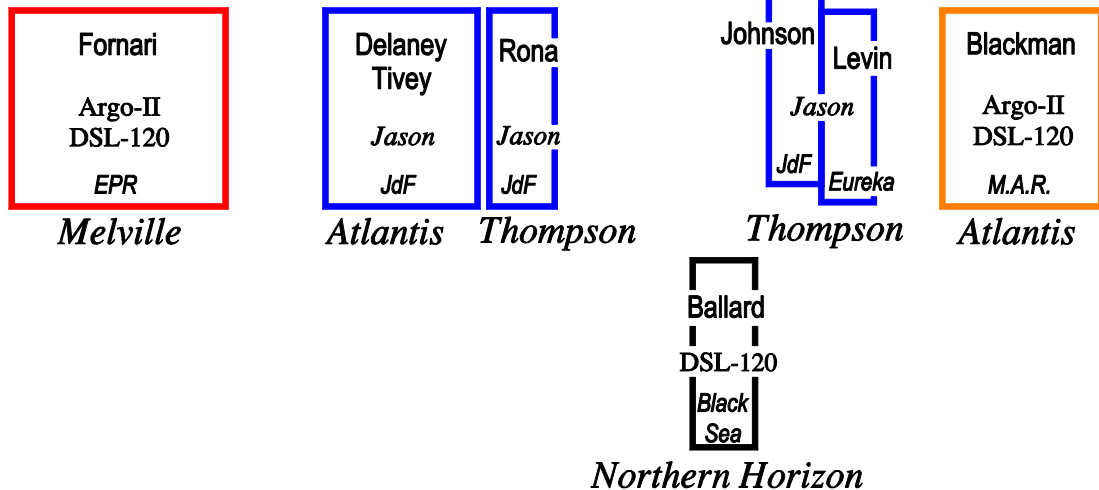 Fornari
Argo-II
DSL-120
EPR
Melville
Delaney
Tivey
Jason
JdF
Atlantis
Rona
Jason
JdF
Thompson
Johnson
Levin
Jason
JdF
Eureka
Thompson
Blackman
Argo-II
DSL-120
M.A.R.
Atlantis
Ballard
DSL-120
Black
Sea
Northern Horizon